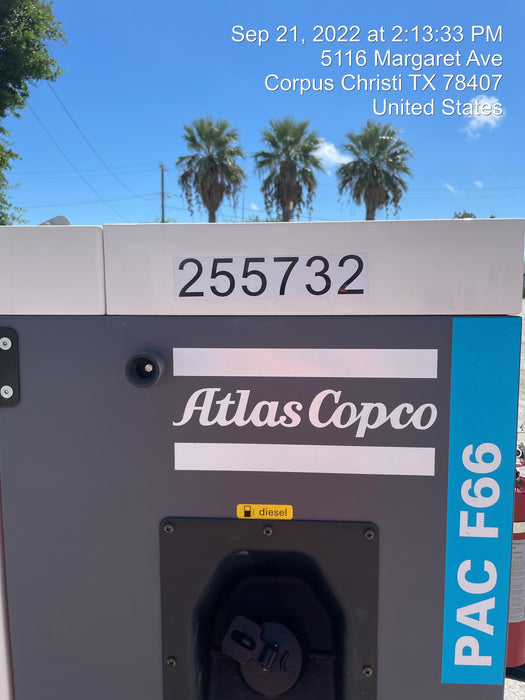 Sep 21, 2022 at 2:13:33 PM
5116 Margaret Ave
Corpus Christi TX 78407
United States
255732
Atlas Copco
diesel
PAC F66